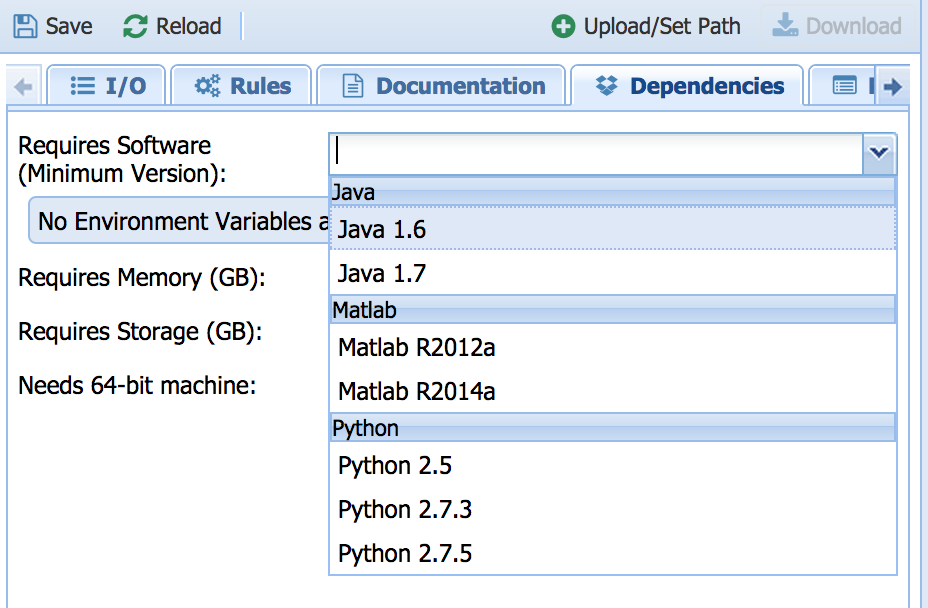 Save Reload Upload/Set Path Download
I/O Rules Documentation Dependencies
Requires Software
(Minimum Version):
No Environment Variables
Requires Memory (GB):
Requires Storage (GB):
Needs 64-bit machine:
Java
Java 1.6
Java 1.7
Matlab
Matlab R2012a
Matlab R2014a
Python
Python 2.5
Python 2.7.3
Python 2.7.5